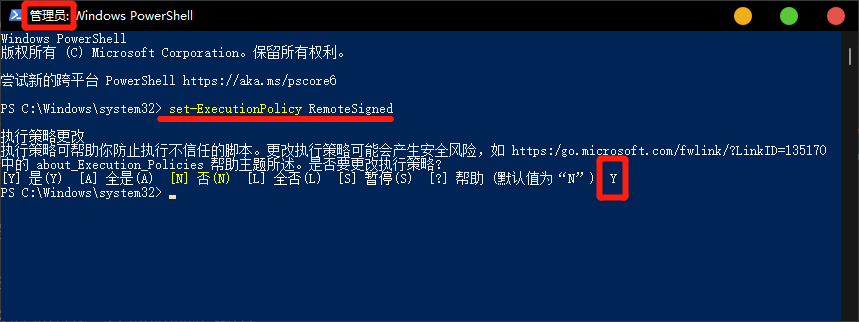 管理员: Windows PowerShell
Windows PowerShell
版权所有 (C) Microsoft Corporation。保留所有权利。
尝试新的跨平台 PowerShell https://aka.ms/pscore6
PS C:\Windows\system32> set-ExecutionPolicy RemoteSigned
执行策略更改
执行策略可帮助你防止执行不信任的脚本。更改执行策略可能会产生安全风险，如 https:/go.microsoft.com/fwlink/?LinkID=135170
中的 about_Execution_Policies 帮助主题所述。是否要更改执行策略?
[Y] 是(Y)  [A] 全是(A)  [N] 否(N)  [L] 全否(L)  [S] 暂停(S)  [?] 帮助 (默认值为“N”)  Y
PS C:\Windows\system32>